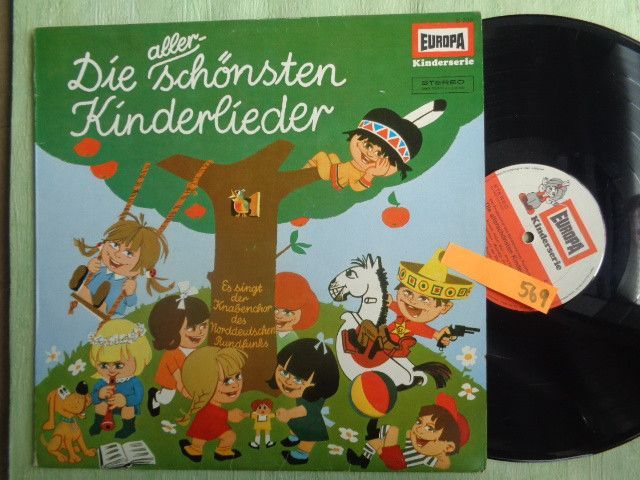 Die aller-
schönsten
Kinderlieder
EUROPA
Kinderserie
STEREO
Es singt
der
Knabenchor
des
Norddeutschen
Rundfunks
EUROPA
Kinderserie
569